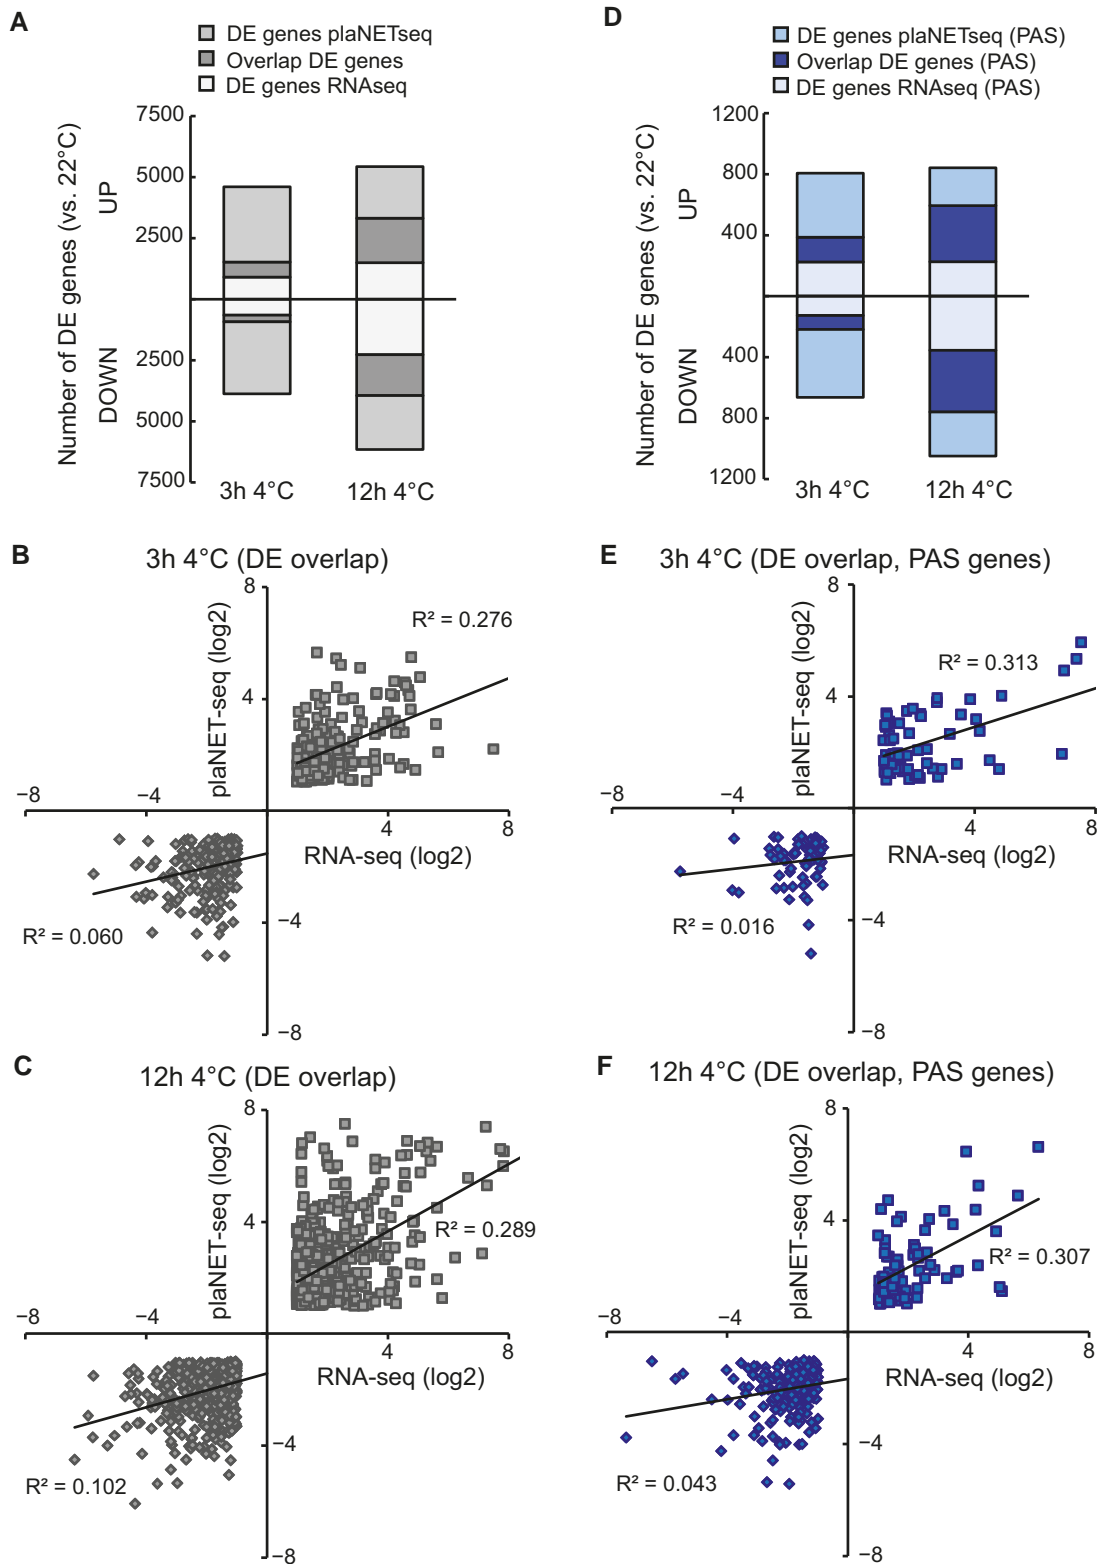 A
DE genes plaNETseq
Overlap DE genes
DE genes RNAseq
Number of DE genes (vs. 22°C)
UP
DOWN
7500
5000
2500
2500
5000
7500
3h 4°C
12h 4°C
D
DE genes plaNETseq (PAS)
Overlap DE genes (PAS)
DE genes RNAseq (PAS)
Number of DE genes (vs. 22°C)
UP
DOWN
1200
800
400
400
800
1200
3h 4°C
12h 4°C
B
3h 4°C (DE overlap)
8
plaNET-seq (log2)
R² = 0.276
4
−8
−4
4
8
RNA-seq (log2)
−4
R² = 0.060
−8
E
3h 4°C (DE overlap, PAS genes)
8
plaNET-seq (log2)
R² = 0.313
4
−8
−4
4
8
RNA-seq (log2)
−4
R² = 0.016
−8
C
12h 4°C (DE overlap)
8
plaNET-seq (log2)
4
R² = 0.289
−8
−4
4
8
RNA-seq (log2)
−4
R² = 0.102
−8
F
12h 4°C (DE overlap, PAS genes)
8
plaNET-seq (log2)
4
R² = 0.307
−8
−4
4
8
RNA-seq (log2)
−4
R² = 0.043
−8